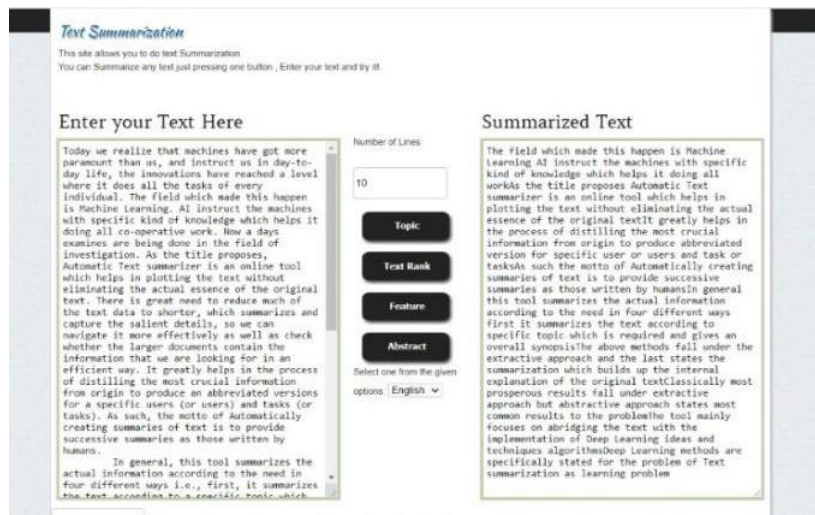 Text Summarization
This site allows you to do text Summarization
You can Summarize any text just pressing one button , Enter your text and try it!.
Enter your Text Here
Today we realize that machines have got more
paramount than us, and instruct us in day-to-
day life, the innovations have reached a level
where it does all the tasks of every
individual. The field which made this happen
is Machine Learning. AI instruct the machines
with specific kind of knowledge which helps it
doing all co-operative work. Now a days
examines are being done in the field of
investigation. As the title proposes,
Automatic Text summarizer is an online tool
which helps in plotting the text without
eliminating the actual essence of the original
text. There is great need to reduce much of
the text data to shorter, which summarizes and
capture the salient details, so we can
navigate it more effectively as well as check
whether the larger documents contain the
information that we are looking for in an
efficient way. It greatly helps in the process
of distilling the most crucial information
from origin to produce an abbreviated versions
for a specific users (or users) and tasks (or
tasks). As such, the motto of Automatically
creating summaries of text is to provide
successive summaries as those written by
humans.
In general, this tool summarizes the
actual information according to the need in
four different ways i.e., first, it summarizes
the text according to a specific topic which
Number of Lines
10
Topic
Text Rank
Feature
Abstract
Select one from the given
options: English
Summarized Text
The field which made this happen is Machine
Learning AI instruct the machines with specific
kind of knowledge which helps it doing all
workAs the title proposes Automatic Text
summarizer is an online tool which helps in
plotting the text without eliminating the actual
essence of the original textIt greatly helps in
the process of distilling the most crucial
information from origin to produce abbreviated
version for specific user or users and task or
tasksAs such the motto of Automatically creating
summaries of text is to provide successive
summaries as those written by humansIn general
this tool summarizes the actual information
according to the need in four different ways
first it summarizes the text according to
specific topic which is required and gives an
overall synopsisThe above methods fall under the
extractive approach and the last states the
summarization which builds up the internal
explanation of the original textClassically most
prosperous results fall under extractive
approach but abstractive approach states most
common results to the problemThe tool mainly
focuses on abridging the text with the
implementation of Deep Learning ideas and
techniques algorithmsDeep Learning methods are
specifically stated for the problem of Text
summarization as learning problem